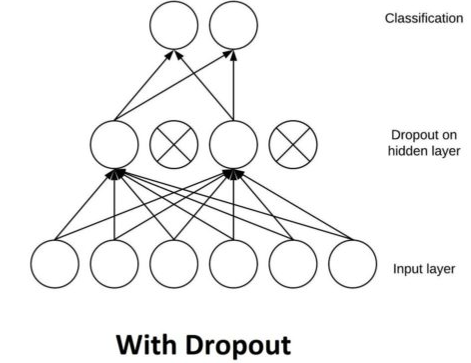 Classification
Dropout on
hidden layer
Input layer
With Dropout